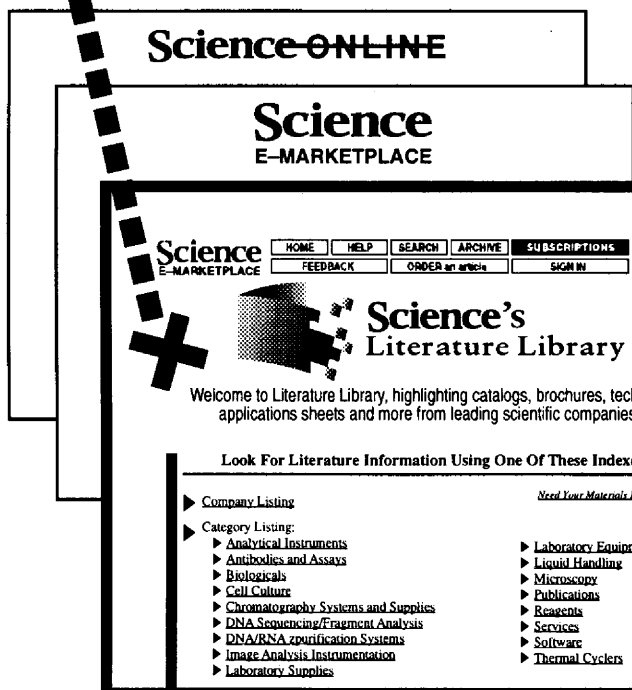 Science ONLINE
Science
E–MARKETPLACE
Science
E–MARKETPLACE
HOME HELP SEARCH ARCHIVE SUBSCRIPTIONS
FEEDBACK ORDER an article SIGN IN
Science's
Literature Library
Welcome to Literature Library, highlighting catalogs, brochures, tec
applications sheets and more from leading scientific companies
Look For Literature Information Using One Of These Indexe
Need Your Materials
Company Listing
Category Listing:
Analytical Instruments
Antibodies and Assays
Biologicals
Cell Culture
Chromatography Systems and Supplies
DNA Sequencing/Fragment Analysis
DNA/RNA zpurification Systems
Image Analysis Instrumentation
Laboratory Supplies
Laboratory Equip
Liquid Handling
Microscopy
Publications
Reagents
Services
Software
Thermal Cyclers